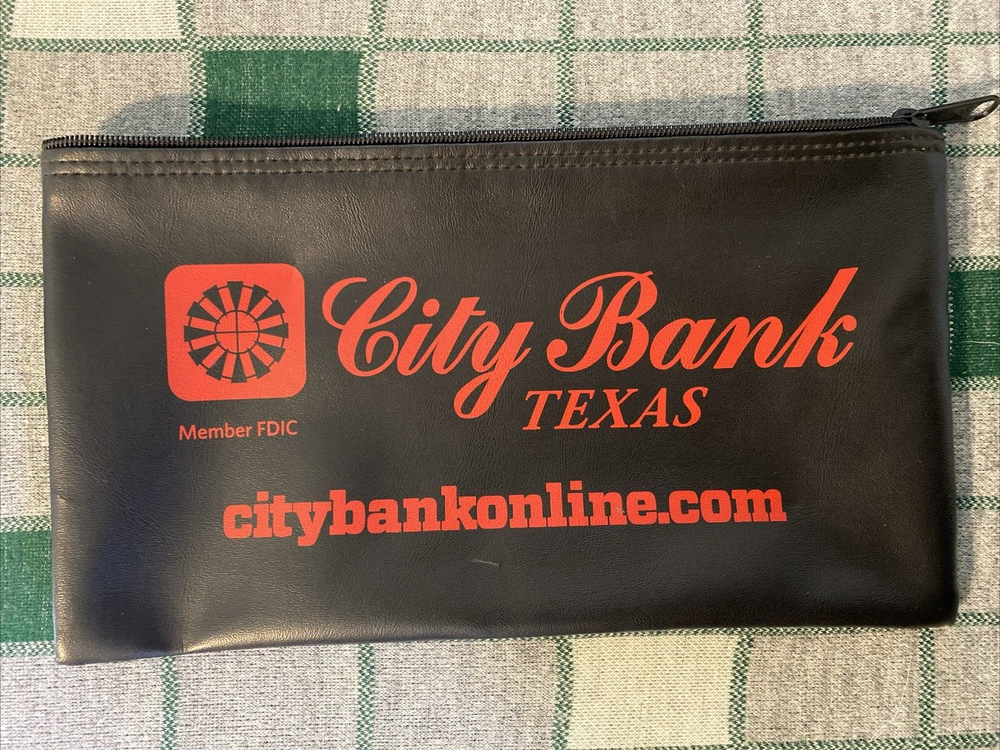 City Bank
TEXAS
Member FDIC
citybankonline.com